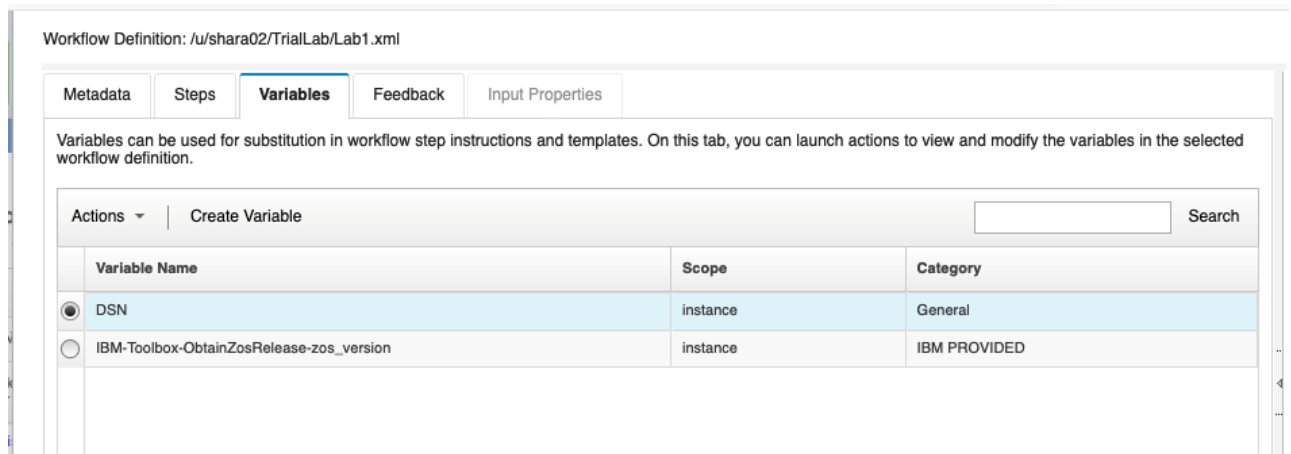 Workflow Definition: /u/shara02/TrialLab/Lab1.xml
Metadata Steps Variables Feedback Input Properties
Variables can be used for substitution in workflow step instructions and templates. On this tab, you can launch actions to view and modify the variables in the selected
workflow definition.
Actions Create Variable Search
Variable Name Scope Category
DSN instance General
IBM-Toolbox-ObtainZosRelease-zos_version instance IBM PROVIDED